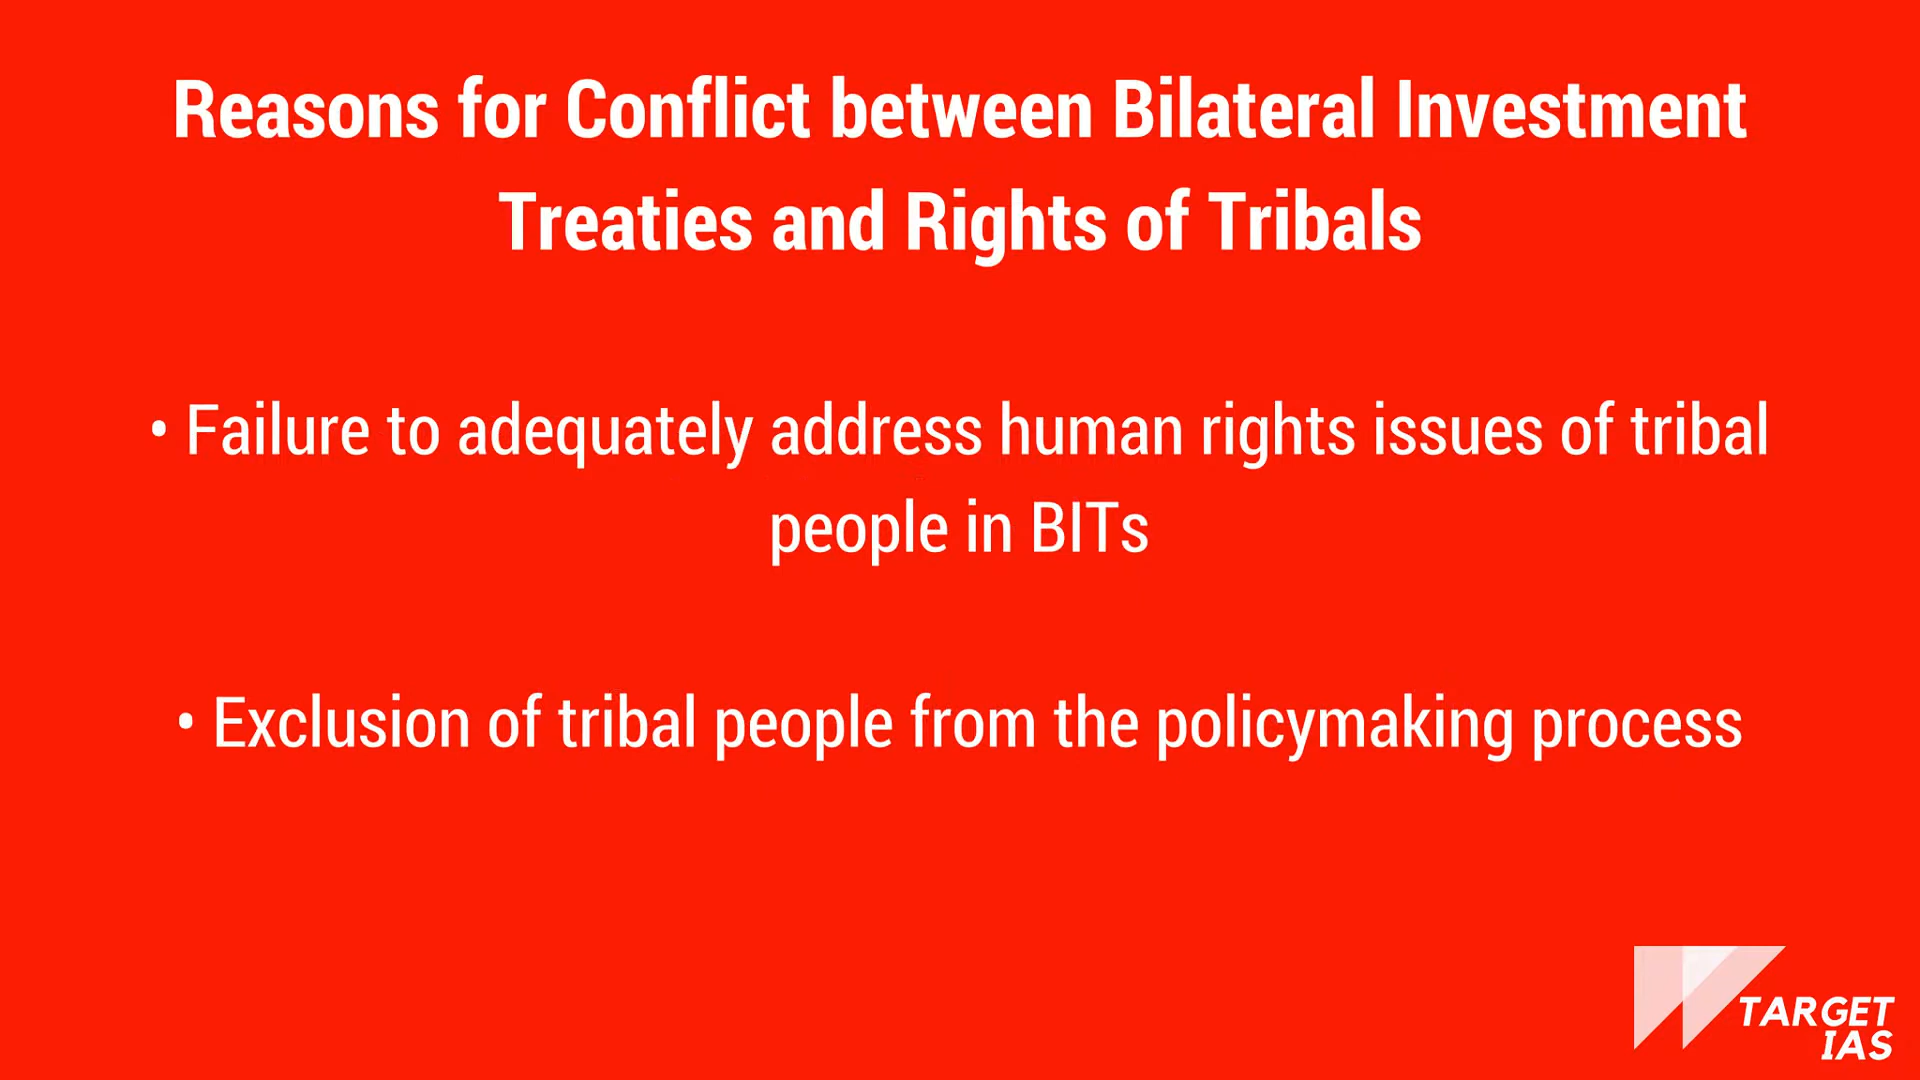 Reasons for Conflict between Bilateral Investment
Treaties and Rights of Tribals
• Failure to adequately address human rights issues of tribal
people in BITs
• Exclusion of tribal people from the policymaking process
TARGET
IAS